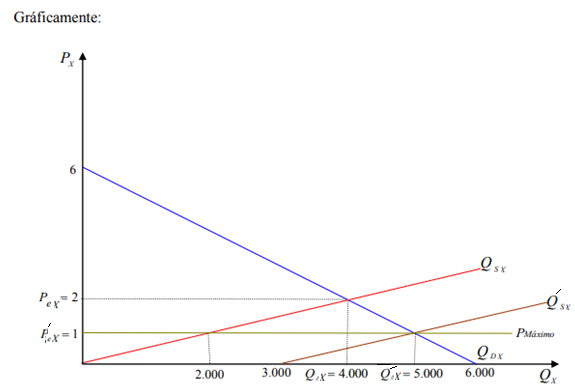 Gráficamente:
P x
6
Q S X
P e X = 2
Q' S X
P' e X = 1
P Máximo
Q D X
2.000
3.000
Q e X = 4.000
Q' e X = 5.000
6.000
Q X